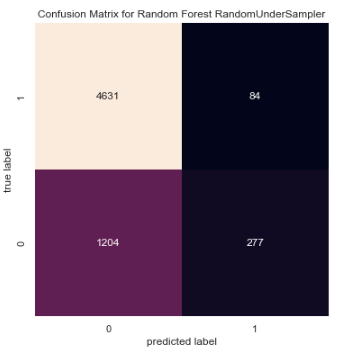 Confusion Matrix for Random Forest RandomUnderSampler
1
4631
84
true label
0
1204
277
0
1
predicted label